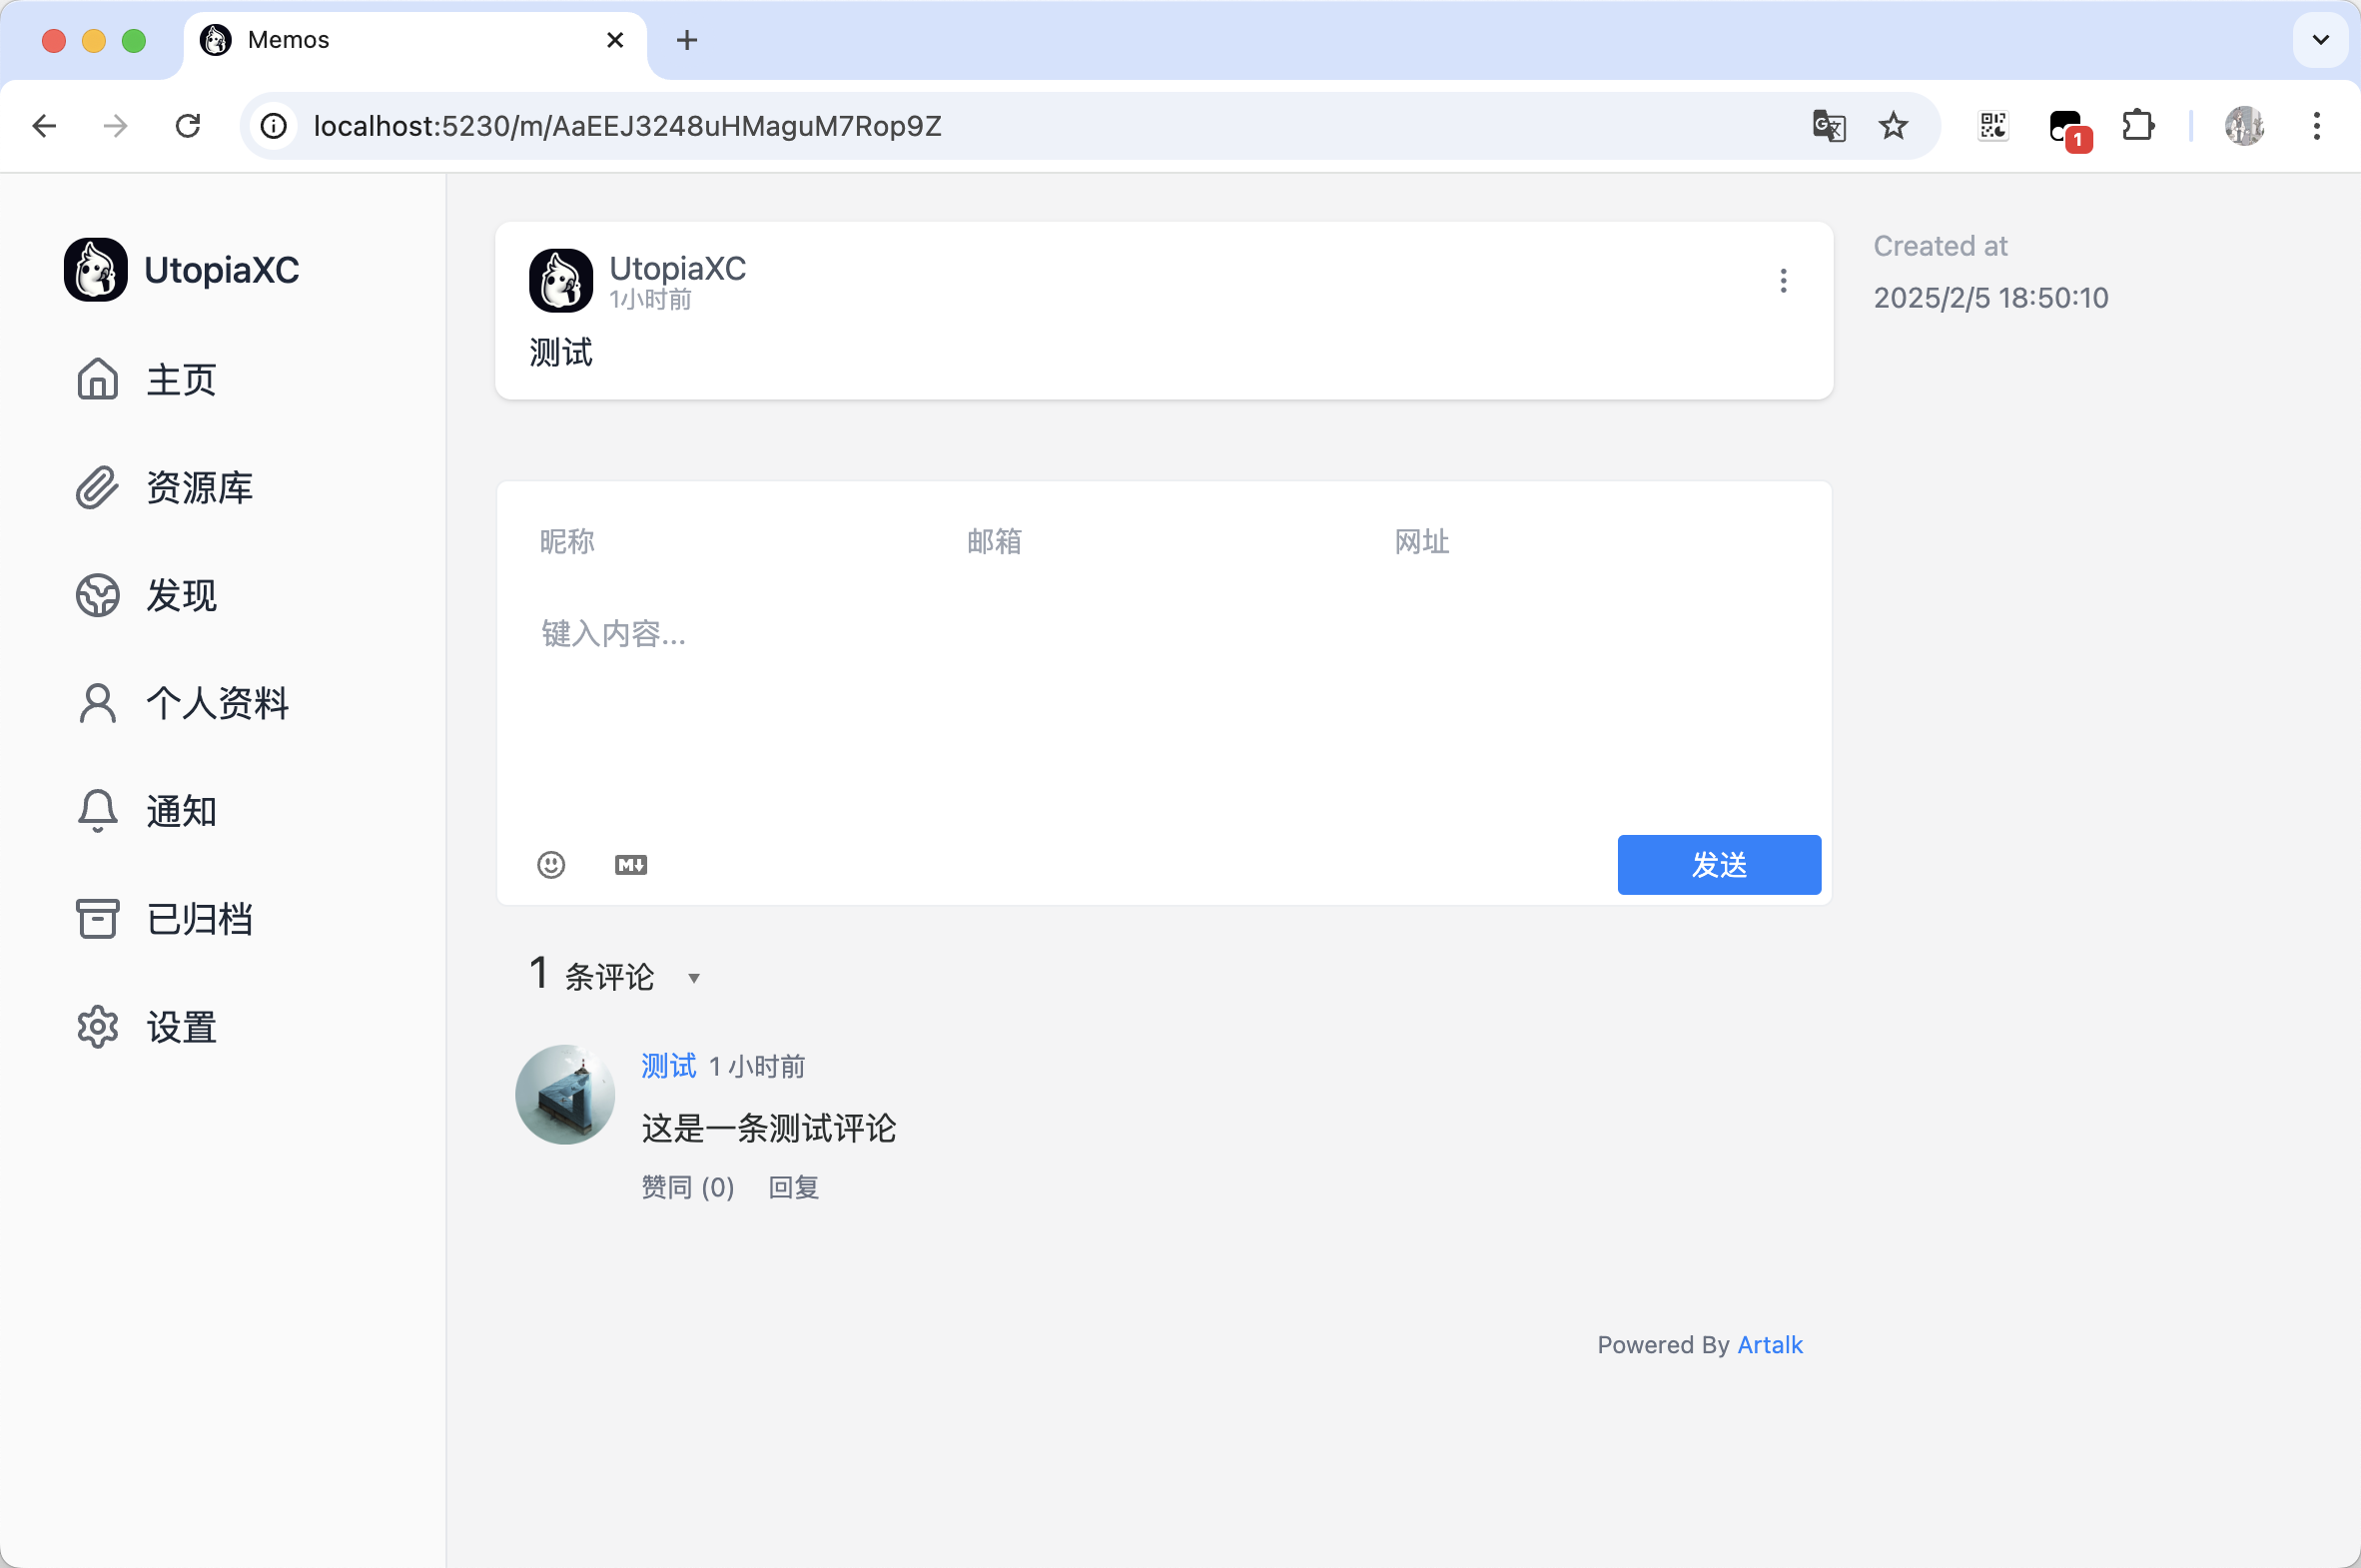 Memos
localhost:5230/m/AaEEJ3248uHMaguM7Rop9Z
1
UtopiaXC
主页
资源库
发现
个人资料
通知
已归档
设置
UtopiaXC
1小时前
测试
Created at
2025/2/5 18:50:10
昵称 邮箱 网址
键入内容...
M
发送
1 条评论
测试 1 小时前
这是一条测试评论
赞同 (0) 回复
Powered By Artalk